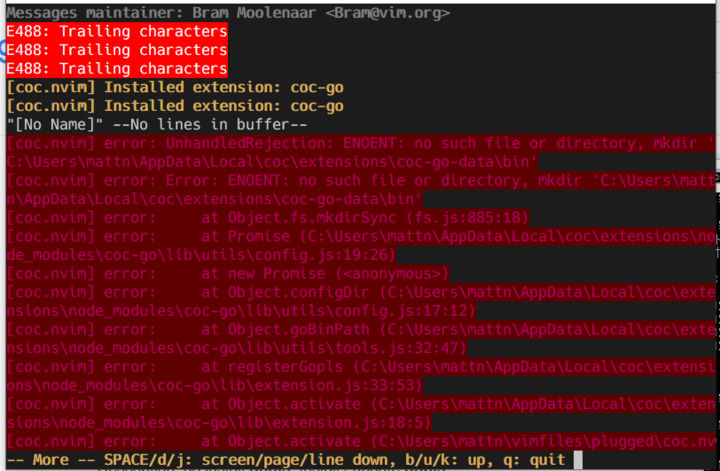 Messages maintainer: Bram Moolenaar <Bram@vim.org>
E488: Trailing characters
E488: Trailing characters
E488: Trailing characters
[coc.nvim] Installed extension: coc-go
[coc.nvim] Installed extension: coc-go
"[No Name]" --No lines in buffer--
[coc.nvim] error: UnhandledRejection: ENOENT: no such file or directory, mkdir '
C:\Users\mattn\AppData\Local\coc\extensions\coc-go-data\bin'
[coc.nvim] error: Error: ENOENT: no such file or directory, mkdir 'C:\Users\matt
n\AppData\Local\coc\extensions\coc-go-data\bin'
[coc.nvim] error:     at Object.fs.mkdirSync (fs.js:885:18)
[coc.nvim] error:     at Promise (C:\Users\mattn\AppData\Local\coc\extensions\no
de_modules\coc-go\lib\utils\config.js:19:26)
[coc.nvim] error:     at new Promise (<anonymous>)
[coc.nvim] error:     at Object.configDir (C:\Users\mattn\AppData\Local\coc\exte
nsions\node_modules\coc-go\lib\utils\config.js:17:12)
[coc.nvim] error:     at Object.goBinPath (C:\Users\mattn\AppData\Local\coc\exte
nsions\node_modules\coc-go\lib\utils\tools.js:32:47)
[coc.nvim] error:     at registerGopls (C:\Users\mattn\AppData\Local\coc\extensi
ons\node_modules\coc-go\lib\extension.js:33:53)
[coc.nvim] error:     at Object.activate (C:\Users\mattn\AppData\Local\coc\exten
sions\node_modules\coc-go\lib\extension.js:18:5)
[coc.nvim] error:     at Object.activate (C:\Users\mattn\vimfiles\plugged\coc.nv
-- More -- SPACE/d/j: screen/page/line down, b/u/k: up, q: quit